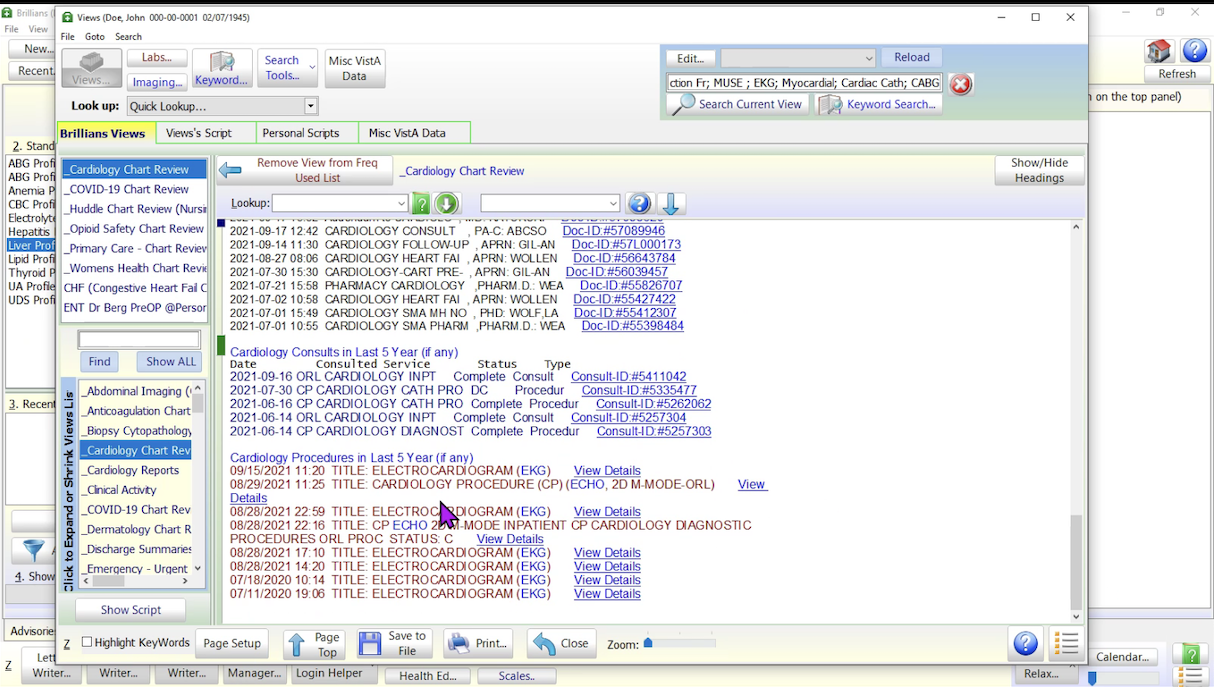 Brillians (
Views (Doe, John 000-00-0001 02/07/1945)
File View
File Goto Search
New...
Recent.
Views...
Labs...
Imaging...
Keyword...
Search
Tools...
Misc VistA
Data
Look up: Quick Lookup...
Edit...
Reload
ction Fr; MUSE ; EKG; Myocardial; Cardiac Cath; CABG
Search Current View
Keyword Search...
Refresh
n on the top panel)
Brillians Views
Views's Script
Personal Scripts
Misc VistA Data
2. Stand
ABG Profi
ABG Profi
Anemia P
CBC Profi
Electrolyt
Hepatitis
Liver Prof
Lipid Profi
Thyroid P
UA Profile
UDS Profi
3. Recent
4. Show
Advisorie
_Cardiology Chart Review
_COVID-19 Chart Review
_Huddle Chart Review (Nursir
_Opioid Safety Chart Review
_Primary Care - Chart Review
_Womens Health Chart Revie
CHF (Congestive Heart Fail C
ENT Dr Berg PreOP @Person
Find
Show ALL
Click to Expand or Shrink Views Lis
_Abdominal Imaging (
_Anticoagulation Chart
_Biopsy Cytopathology
_Cardiology Chart Rev
_Cardiology Reports
_Clinical Activity
_COVID-19 Chart Rev
_Dermatology Chart R
_Discharge Summaries
_Emergency - Urgent
Show Script
Remove View from Freq
Used List
_Cardiology Chart Review
Show/Hide
Headings
Lookup:
2021-09-17 12:42 CARDIOLOGY CONSULT , PA-C: ABCSO Doc-ID:#57089946
2021-09-14 11:30 CARDIOLOGY FOLLOW-UP , APRN: GIL-AN Doc-ID:#57L000173
2021-08-27 08:06 CARDIOLOGY HEART FAI , APRN: WOLLEN Doc-ID:#56643784
2021-07-30 15:30 CARDIOLOGY-CART PRE- , APRN: GIL-AN Doc-ID:#56039457
2021-07-21 15:58 PHARMACY CARDIOLOGY ,PHARM.D.: WEA Doc-ID:#55826707
2021-07-02 10:58 CARDIOLOGY HEART FAI , APRN: WOLLEN Doc-ID:#55427422
2021-07-01 15:49 CARDIOLOGY SMA MH NO , PHD: WOLF,LA Doc-ID:#55412307
2021-07-01 10:55 CARDIOLOGY SMA PHARM ,PHARM.D.: WEA Doc-ID:#55398484
Cardiology Consults in Last 5 Year (if any)
Date Consulted Service Status Type
2021-09-16 ORL CARDIOLOGY INPT Complete Consult Consult-ID:#5411042
2021-07-30 CP CARDIOLOGY CATH PRO DC Procedur Consult-ID:#5335477
2021-06-16 CP CARDIOLOGY CATH PRO Complete Procedur Consult-ID:#5262062
2021-06-14 ORL CARDIOLOGY INPT Complete Consult Consult-ID:#5257304
2021-06-14 CP CARDIOLOGY DIAGNOST Complete Procedur Consult-ID:#5257303
Cardiology Procedures in Last 5 Year (if any)
09/15/2021 11:20 TITLE: ELECTROCARDIOGRAM (EKG) View Details
08/29/2021 11:25 TITLE: CARDIOLOGY PROCEDURE (CP) (ECHO, 2D M-MODE-ORL) View
Details
08/28/2021 22:59 TITLE: ELECTROCARDIOGRAM (EKG) View Details
08/28/2021 22:16 TITLE: CP ECHO 2D M-MODE INPATIENT CP CARDIOLOGY DIAGNOSTIC
PROCEDURES ORL PROC STATUS: C View Details
08/28/2021 17:10 TITLE: ELECTROCARDIOGRAM (EKG) View Details
08/28/2021 14:20 TITLE: ELECTROCARDIOGRAM (EKG) View Details
07/18/2020 10:14 TITLE: ELECTROCARDIOGRAM (EKG) View Details
07/11/2020 19:06 TITLE: ELECTROCARDIOGRAM (EKG) View Details
Z Highlight KeyWords
Page Setup
Page
Top
Save to
File
Print...
Close
Zoom:
Z
Lett
Writer...
Writer...
Writer...
Manager...
Login Helper
Health Ed...
Scales...
Relax...
Calendar...